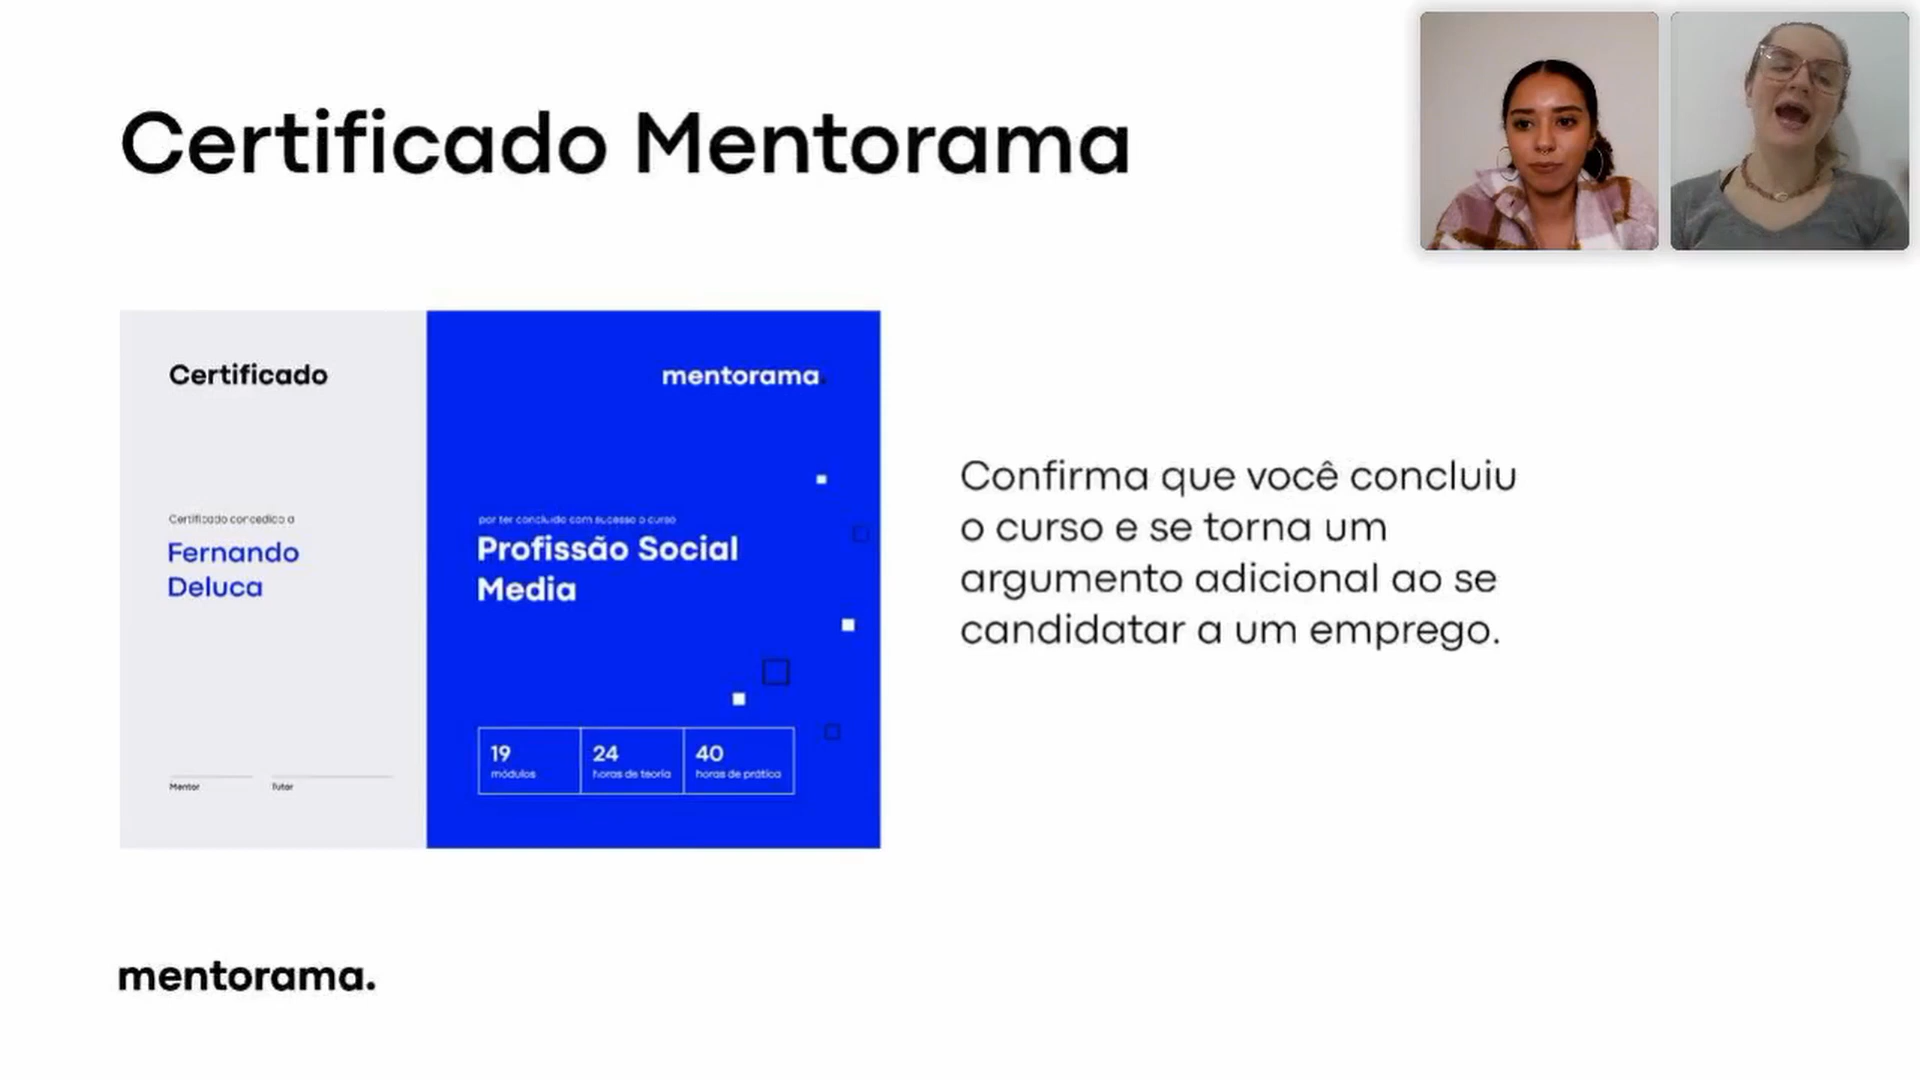 Certificado Mentorama
Certificado
mentorama.
Certificado concedido a
Fernando
Deluca
por ter concluído com sucesso o curso
Profissão Social
Media
19
módulos
24
horas de teoria
40
horas de prática
Mentor
Tutor
Confirma que você concluiu
o curso e se torna um
argumento adicional ao se
candidatar a um emprego.
mentorama.